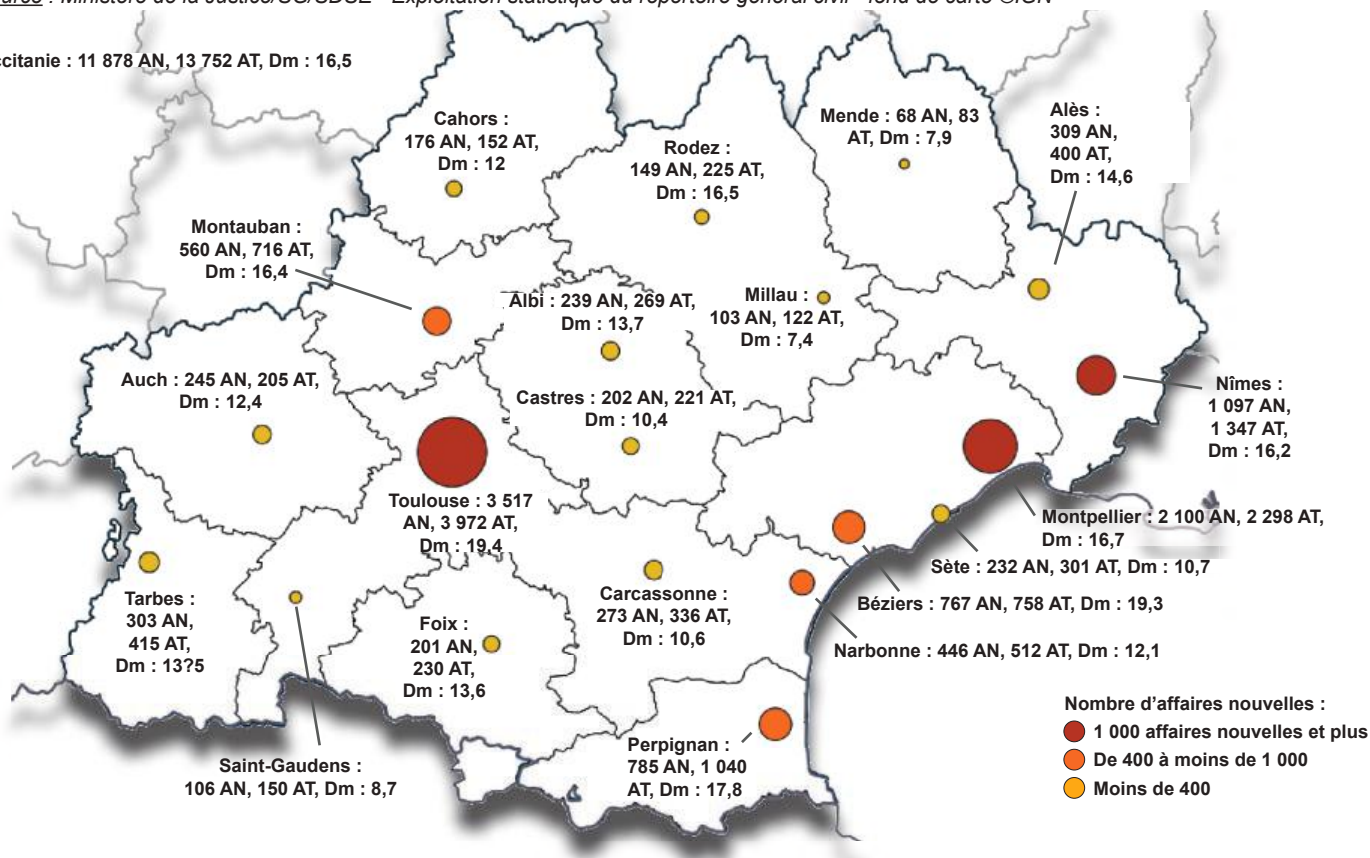 : Ministère de la Justice/SG/SDSE - Exploitation statistique du répertoire général civil - fond de carte ©IGN
ccitanie : 11 878 AN, 13 752 AT, Dm : 16,5
Cahors :
176 AN, 152 AT,
Dm : 12
Rodez :
149 AN, 225 AT,
Dm : 16,5
Mende : 68 AN, 83
AT, Dm : 7,9
Alès :
309 AN,
400 AT,
Dm : 14,6
Montauban :
560 AN, 716 AT,
Dm : 16,4
Albi : 239 AN, 269 AT,
Dm : 13,7
Millau :
103 AN, 122 AT,
Dm : 7,4
Auch : 245 AN, 205 AT,
Dm : 12,4
Castres : 202 AN, 221 AT,
Dm : 10,4
Nîmes :
1 097 AN,
1 347 AT,
Dm : 16,2
Toulouse : 3 517
AN, 3 972 AT,
Dm : 19,4
Montpellier : 2 100 AN, 2 298 AT,
Dm : 16,7
Sète : 232 AN, 301 AT, Dm : 10,7
Béziers : 767 AN, 758 AT, Dm : 19,3
Narbonne : 446 AN, 512 AT, Dm : 12,1
Tarbes :
303 AN,
415 AT,
Dm : 13?5
Foix :
201 AN,
230 AT,
Dm : 13,6
Carcassonne :
273 AN, 336 AT,
Dm : 10,6
Saint-Gaudens :
106 AN, 150 AT, Dm : 8,7
Perpignan :
785 AN, 1 040
AT, Dm : 17,8
Nombre d'affaires nouvelles :
1 000 affaires nouvelles et plus
De 400 à moins de 1 000
Moins de 400